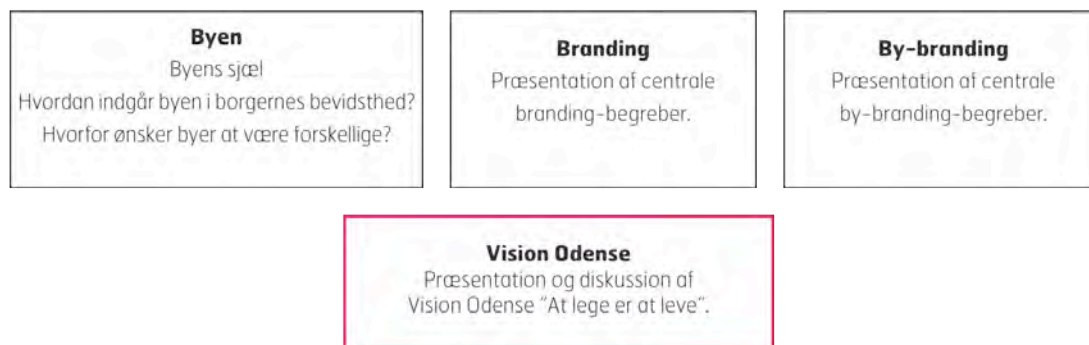 Byen
Byens sjæl
Hvordan indgår byen i borgernes bevidsthed?
Hvorfor ønsker byer at være forskellige?
Branding
Præsentation af centrale
branding-begreber.
By-branding
Præsentation af centrale
by-branding-begreber.
Vision Odense
Præsentation og diskussion af
Vision Odense "At lege er at leve".